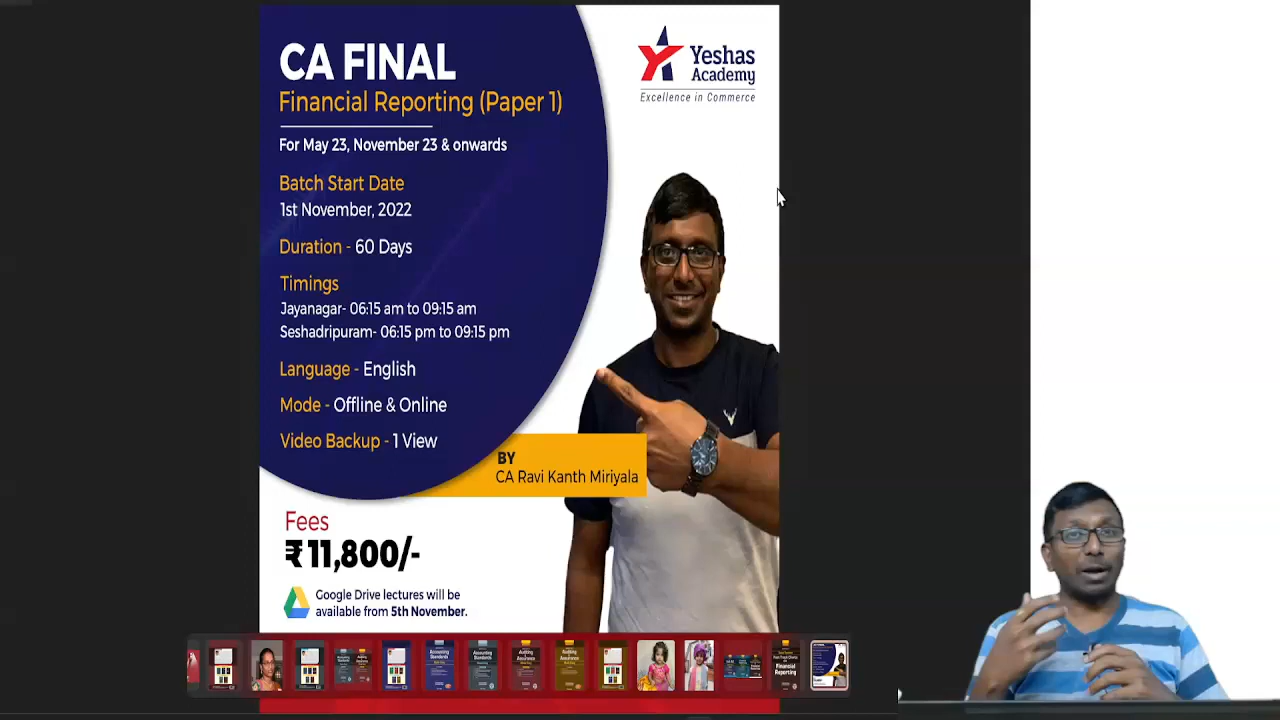 CA FINAL
Financial Reporting (Paper 1)
For May 23, November 23 & onwards
Batch Start Date
1st November, 2022
Duration - 60 Days
Timings
Jayanagar- 06:15 am to 09:15 am
Seshadripuram- 06:15 pm to 09:15 pm
Language - English
Mode - Offline & Online
Video Backup - 1 View
Yeshas
Academy
Excellence in Commerce
BY
CA Ravi Kanth Miriyala
Fees
₹ 11,800/-
Google Drive lectures will be
available from 5th November.